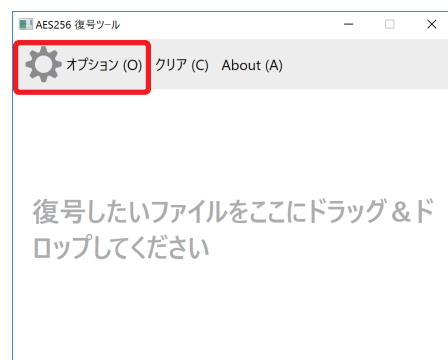 AES256 復号ツール
オプション (O) クリア (C) About (A)
復号したいファイルをここにドラッグ＆ド
ロップしてください